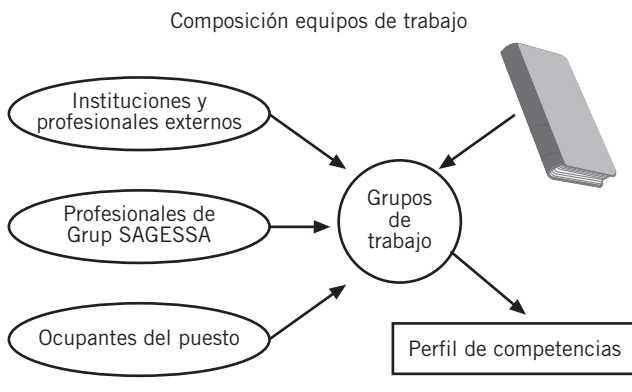 Composición equipos de trabajo
Instituciones y
profesionales externos
Profesionales de
Grup SAGESSA
Ocupantes del puesto
Grupos
de
trabajo
Perfil de competencias